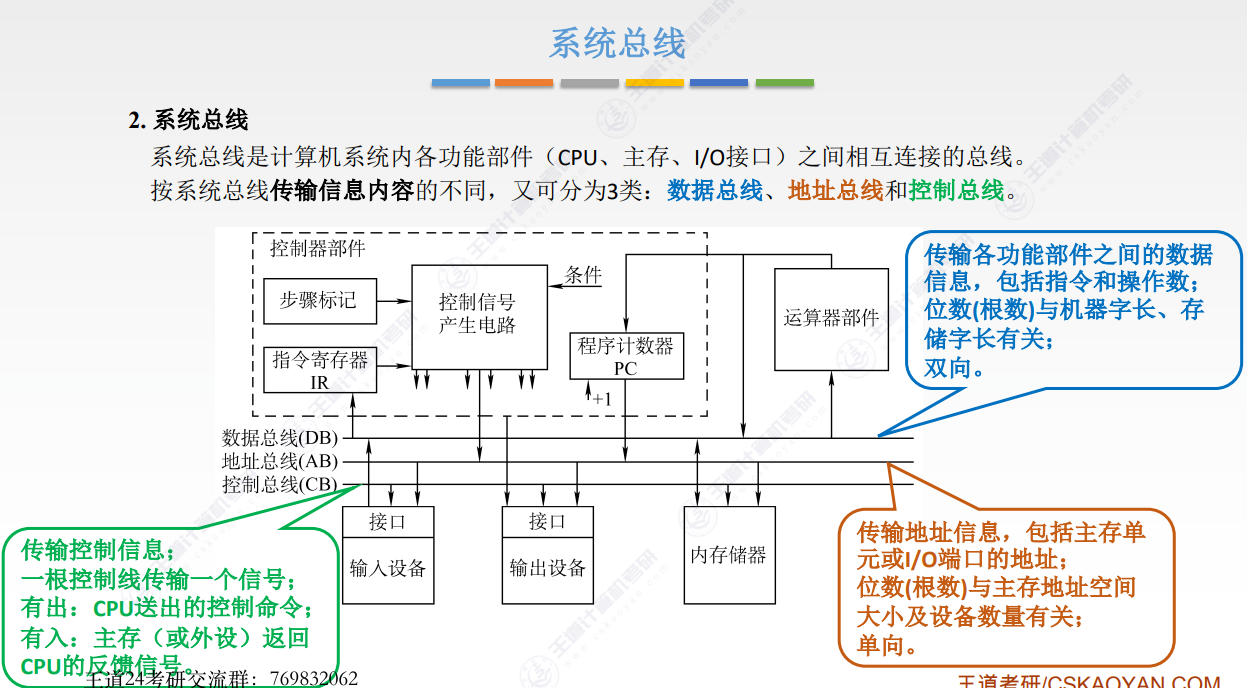 系统总线
2. 系统总线
系统总线是计算机系统内各功能部件（CPU、主存、I/O接口）之间相互连接的总线。
按系统总线传输信息内容的不同，又可分为3类：数据总线、地址总线和控制总线。
控制器部件
步骤标记
控制信号
产生电路
条件
指令寄存器
IR
程序计数器
PC
+1
运算器部件
传输各功能部件之间的数据
信息，包括指令和操作数；
位数(根数)与机器字长、存
储字长有关；
双向。
数据总线(DB)
地址总线(AB)
控制总线(CB)
接口
输入设备
接口
输出设备
内存储器
传输控制信息；
一根控制线传输一个信号；
有出：CPU送出的控制命令；
有入：主存（或外设）返回
CPU的反馈信号。
传输地址信息，包括主存单
元或I/O端口的地址；
位数(根数)与主存地址空间
大小及设备数量有关；
单向。
王道24考研交流群：769832062
王道考研/CSKAOYAN.COM
王道计算机考研
www.cskaoyan.com